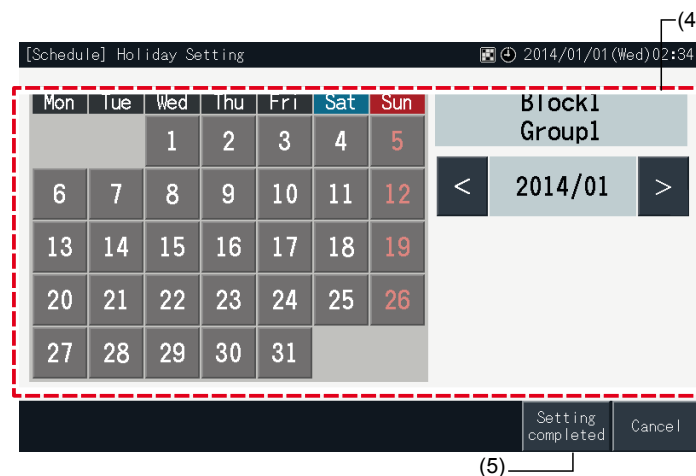 (4
[Schedule] Holiday Setting 2014/01/01(Wed)02:34
Mon Tue Wed Thu Fri Sat Sun
Block1
Group1
1 2 3 4 5
< 2014/01 >
6 7 8 9 10 11 12
13 14 15 16 17 18 19
20 21 22 23 24 25 26
27 28 29 30 31
Setting
completed
Cancel
(5)